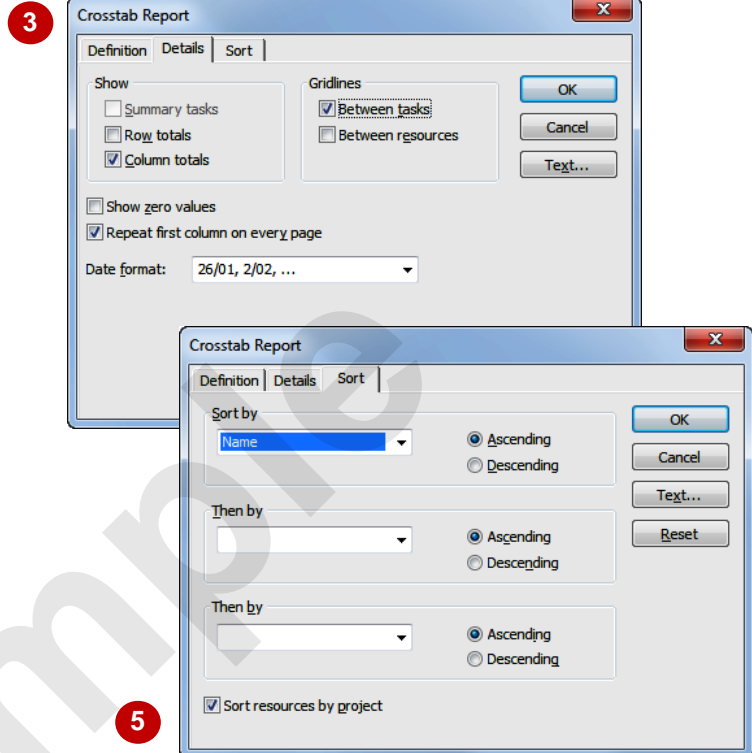 3
Crosstab Report
Definition Details Sort
Show
Summary tasks
Row totals
Column totals
Gridlines
Between tasks
Between resources
OK
Cancel
Text...
Show zero values
Repeat first column on every page
Date format: 26/01, 2/02, ...
Crosstab Report
Definition Details Sort
Sort by
Name
Ascending
Descending
Then by
Ascending
Descending
Then by
Ascending
Descending
OK
Cancel
Text...
Reset
Sort resources by project
5
mple